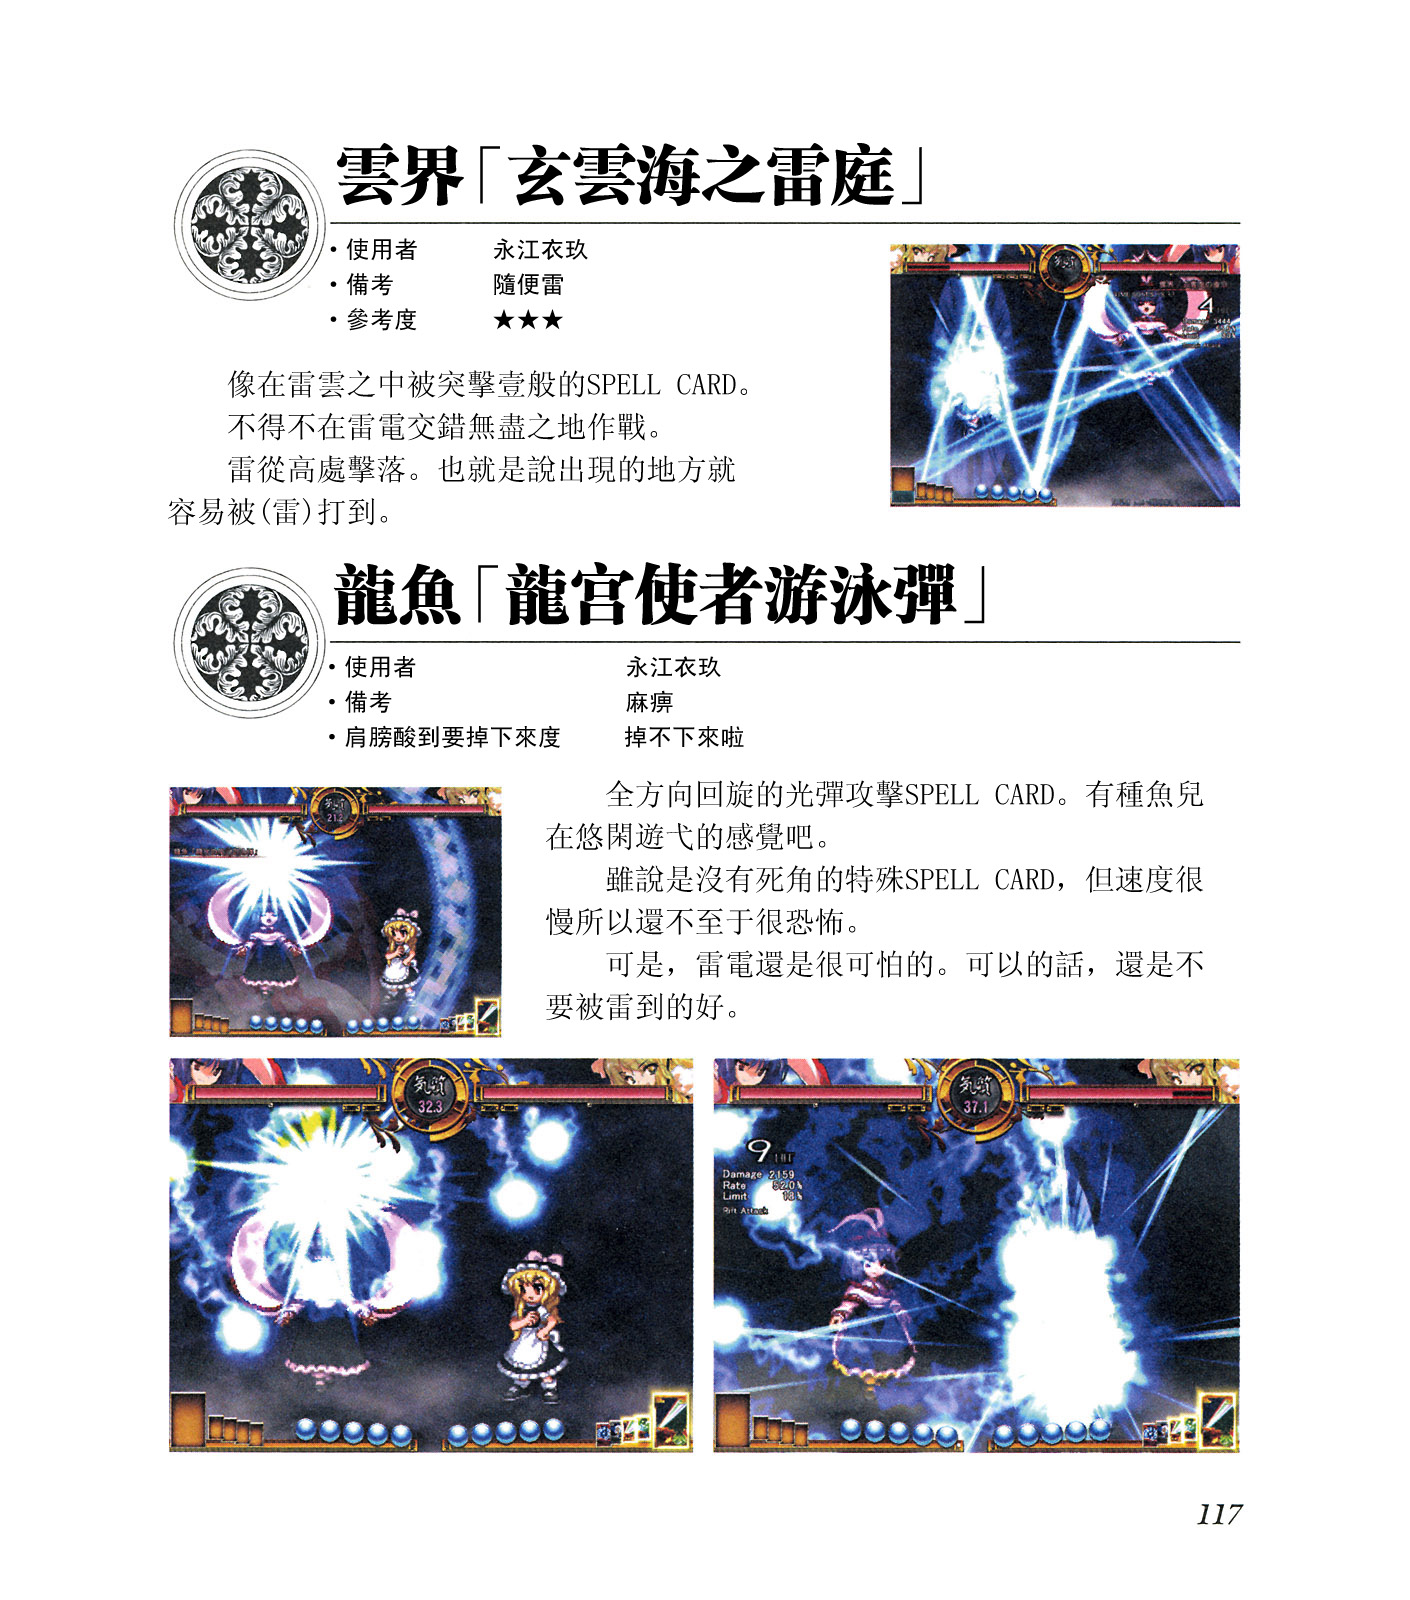 雲界「玄雲海之雷庭」
・使用者 永江衣玖
・備考 隨便雷
・參考度 ★★★
像在雷雲之中被突擊壹般的SPELL CARD。
不得不在雷電交錯無盡之地作戰。
雷從高處擊落。也就是說出現的地方就
容易被(雷)打到。
龍魚「龍宮使者游泳彈」
・使用者 永江衣玖
・備考 麻痹
・肩膀酸到要掉下來度 掉不下來啦
全方向回旋的光彈攻擊SPELL CARD。有種魚兒
在悠閑遊弋的感覺吧。
雖說是沒有死角的特殊SPELL CARD，但速度很
慢所以還不至于很恐怖。
可是，雷電還是很可怕的。可以的話，還是不
要被雷到的好。
気質
21.2
気質
32.3
気質
37.1
9 HIT
Damage 2159
Rate 52.0%
Limit 18%
Rift Attack
117